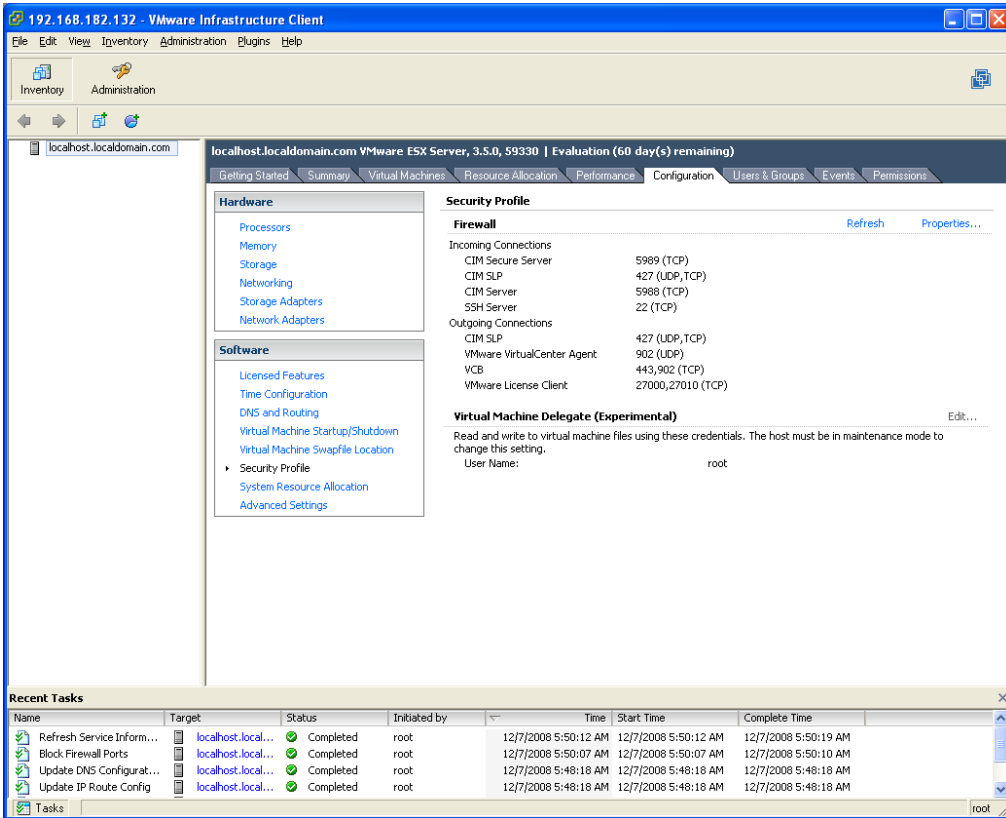 192.168.182.132 - VMware Infrastructure Client
File Edit View Inventory Administration Plugins Help
Inventory Administration
localhost.localdomain.com
localhost.localdomain.com VMware ESX Server, 3.5.0, 59330 | Evaluation (60 day(s) remaining)
Getting Started Summary Virtual Machines Resource Allocation Performance Configuration Users & Groups Events Permissions
Hardware
Processors
Memory
Storage
Networking
Storage Adapters
Network Adapters
Software
Licensed Features
Time Configuration
DNS and Routing
Virtual Machine Startup/Shutdown
Virtual Machine Swapfile Location
Security Profile
System Resource Allocation
Advanced Settings
Security Profile
Firewall Refresh Properties...
Incoming Connections
CIM Secure Server 5989 (TCP)
CIM SLP 427 (UDP,TCP)
CIM Server 5988 (TCP)
SSH Server 22 (TCP)
Outgoing Connections
CIM SLP 427 (UDP,TCP)
VMware VirtualCenter Agent 902 (UDP)
VCB 443,902 (TCP)
VMware License Client 27000,27010 (TCP)
Virtual Machine Delegate (Experimental) Edit...
Read and write to virtual machine files using these credentials. The host must be in maintenance mode to
change this setting.
User Name: root
Recent Tasks
Name Target Status Initiated by Time Start Time Complete Time
Refresh Service Inform... localhost.local... Completed root 12/7/2008 5:50:12 AM 12/7/2008 5:50:12 AM 12/7/2008 5:50:19 AM
Block Firewall Ports localhost.local... Completed root 12/7/2008 5:50:07 AM 12/7/2008 5:50:07 AM 12/7/2008 5:50:10 AM
Update DNS Configurat... localhost.local... Completed root 12/7/2008 5:48:18 AM 12/7/2008 5:48:18 AM 12/7/2008 5:48:18 AM
Update IP Route Config localhost.local... Completed root 12/7/2008 5:48:18 AM 12/7/2008 5:48:18 AM 12/7/2008 5:48:18 AM
Tasks root